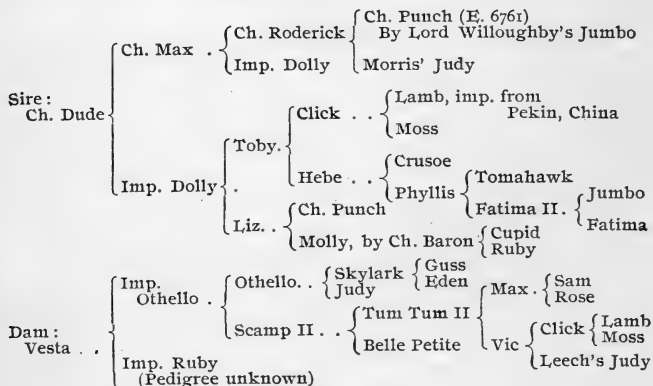 Ch. Punch (E. 6761)
Ch. Roderick By Lord Willoughby's Jumbo
Ch. Max .
Imp. Dolly Morris' Judy
Sire:
Ch. Dude
Lamb, imp. from
Click . . Pekin, China
Moss
Toby.
Crusoe
Hebe . . Tomahawk
Phyllis
Imp. Dolly . Fatima II . Jumbo
Fatima
Ch. Punch
Liz. . Cupid
Molly, by Ch. Baron Ruby
Guss
Skylark Eden
Imp. Othello. . Judy Sam
Othello . Max . Rose
Tum Tum II
Dam: Scamp II . . Click Lamb
Vesta . . Belle Petite Vic Moss
Imp. Ruby Leech's Judy
(Pedigree unknown)